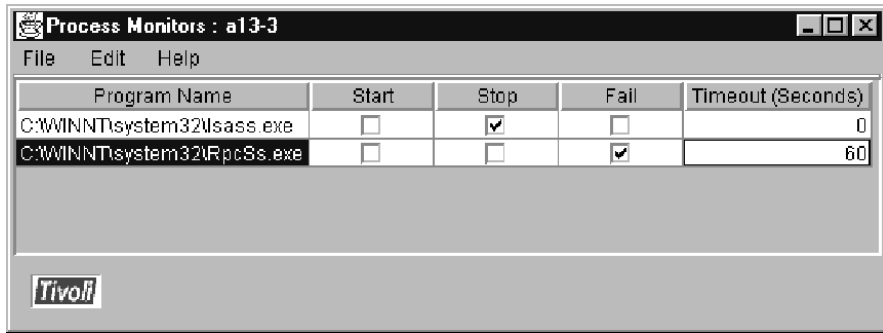 Process Monitors : a13-3
File Edit Help
Program Name Start Stop Fail Timeout (Seconds)
C:\WINNT\system32\lsass.exe 0
C:\WINNT\system32\RpcSs.exe 60
Tivoli